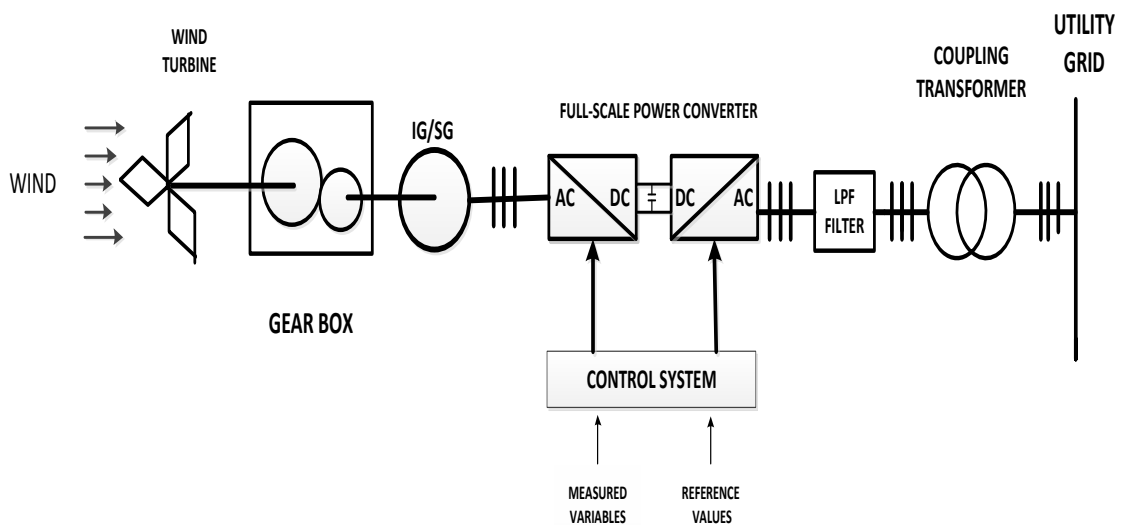 WIND
TURBINE
UTILITY
GRID
COUPLING
TRANSFORMER
FULL-SCALE POWER CONVERTER
IG/SG
WIND
AC
DC
DC
AC
LPF
FILTER
GEAR BOX
CONTROL SYSTEM
MEASURED
VARIABLES
REFERENCE
VALUES